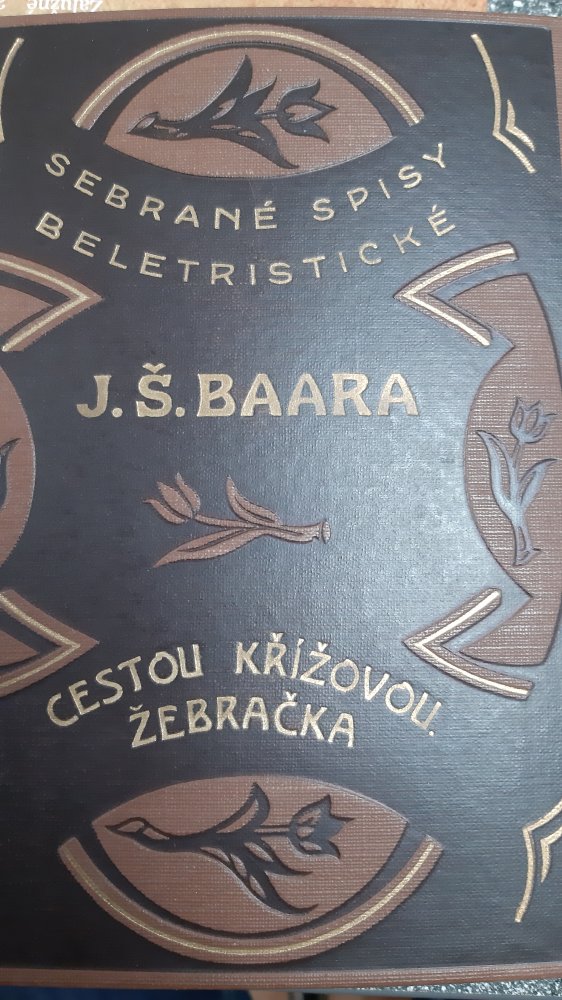 SEBRANÉ SPISY
BELETRISTICKÉ
J. Š. BAARA
CESTOU KŘÍŽOVOU.
ŽEBRAČKA